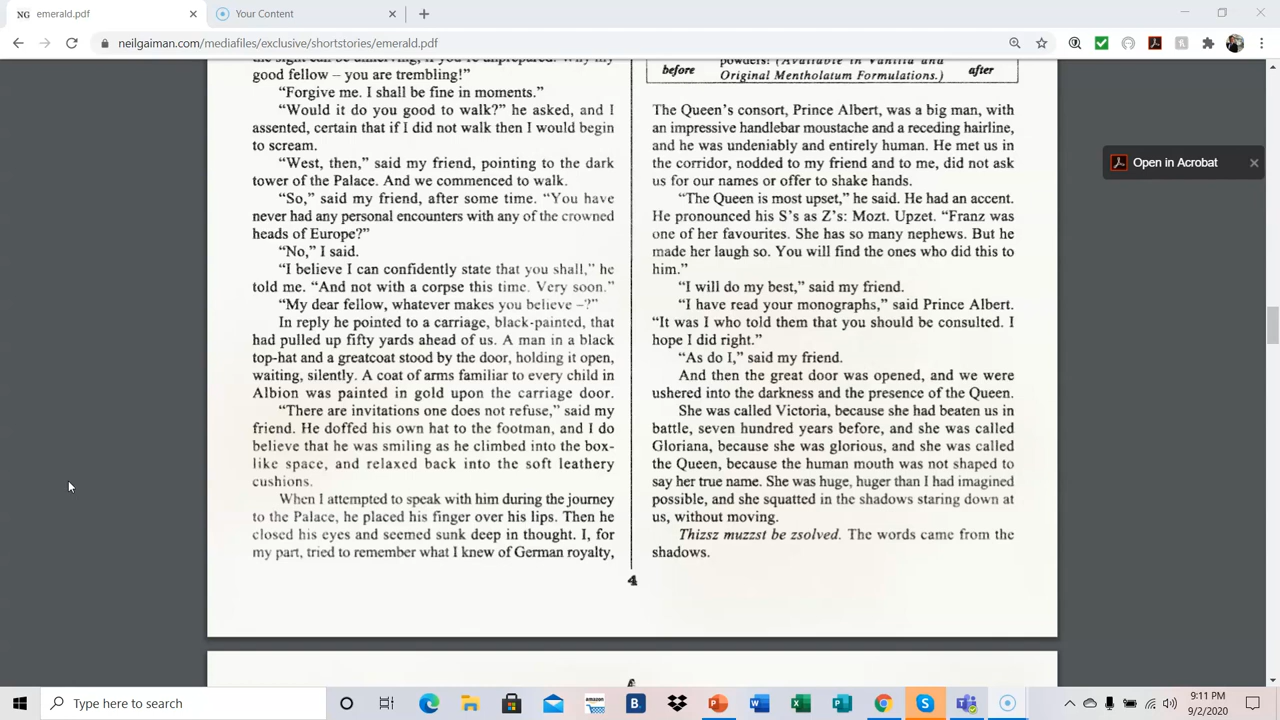 emerald.pdf
Your Content
neilgaiman.com/mediafiles/exclusive/shortstories/emerald.pdf
good fellow – you are trembling!”
“Forgive me. I shall be fine in moments.”
“Would it do you good to walk?” he asked, and I
assented, certain that if I did not walk then I would begin
to scream.
“West, then,” said my friend, pointing to the dark
tower of the Palace. And we commenced to walk.
“So,” said my friend, after some time. “You have
never had any personal encounters with any of the crowned
heads of Europe?”
“No,” I said.
“I believe I can confidently state that you shall,” he
told me. “And not with a corpse this time. Very soon.”
“My dear fellow, whatever makes you believe –?”
In reply he pointed to a carriage, black-painted, that
had pulled up fifty yards ahead of us. A man in a black
top-hat and a greatcoat stood by the door, holding it open,
waiting, silently. A coat of arms familiar to every child in
Albion was painted in gold upon the carriage door.
“There are invitations one does not refuse,” said my
friend. He doffed his own hat to the footman, and I do
believe that he was smiling as he climbed into the box-
like space, and relaxed back into the soft leathery
cushions.
When I attempted to speak with him during the journey
to the Palace, he placed his finger over his lips. Then he
closed his eyes and seemed sunk deep in thought. I, for
my part, tried to remember what I knew of German royalty,
before
powders! (Available in Vanilla and
Original Mentholatum Formulations.)
after
The Queen’s consort, Prince Albert, was a big man, with
an impressive handlebar moustache and a receding hairline,
and he was undeniably and entirely human. He met us in
the corridor, nodded to my friend and to me, did not ask
us for our names or offer to shake hands.
“The Queen is most upset,” he said. He had an accent.
He pronounced his S’s as Z’s: Mozt. Upzet. “Franz was
one of her favourites. She has so many nephews. But he
made her laugh so. You will find the ones who did this to
him.”
“I will do my best,” said my friend.
“I have read your monographs,” said Prince Albert.
“It was I who told them that you should be consulted. I
hope I did right.”
“As do I,” said my friend.
And then the great door was opened, and we were
ushered into the darkness and the presence of the Queen.
She was called Victoria, because she had beaten us in
battle, seven hundred years before, and she was called
Gloriana, because she was glorious, and she was called
the Queen, because the human mouth was not shaped to
say her true name. She was huge, huger than I had imagined
possible, and she squatted in the shadows staring down at
us, without moving.
Thizsz muzzst be zsolved. The words came from the
shadows.
4
Open in Acrobat
Type here to search
9:11 PM
9/2/2020